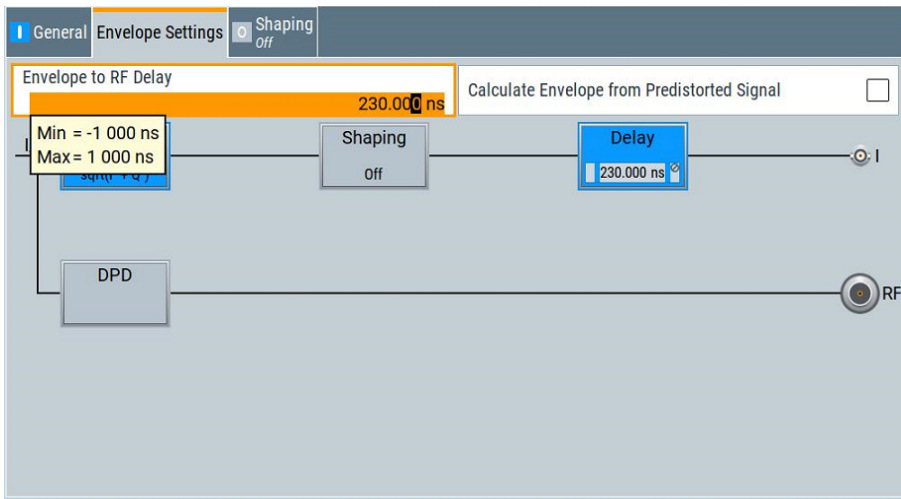 General
Envelope Settings
Shaping
Off
Envelope to RF Delay
230.000 ns
Calculate Envelope from Predistorted Signal
Min = -1 000 ns
Max= 1 000 ns
Shaping
Off
Delay
230.000 ns
I
DPD
RF